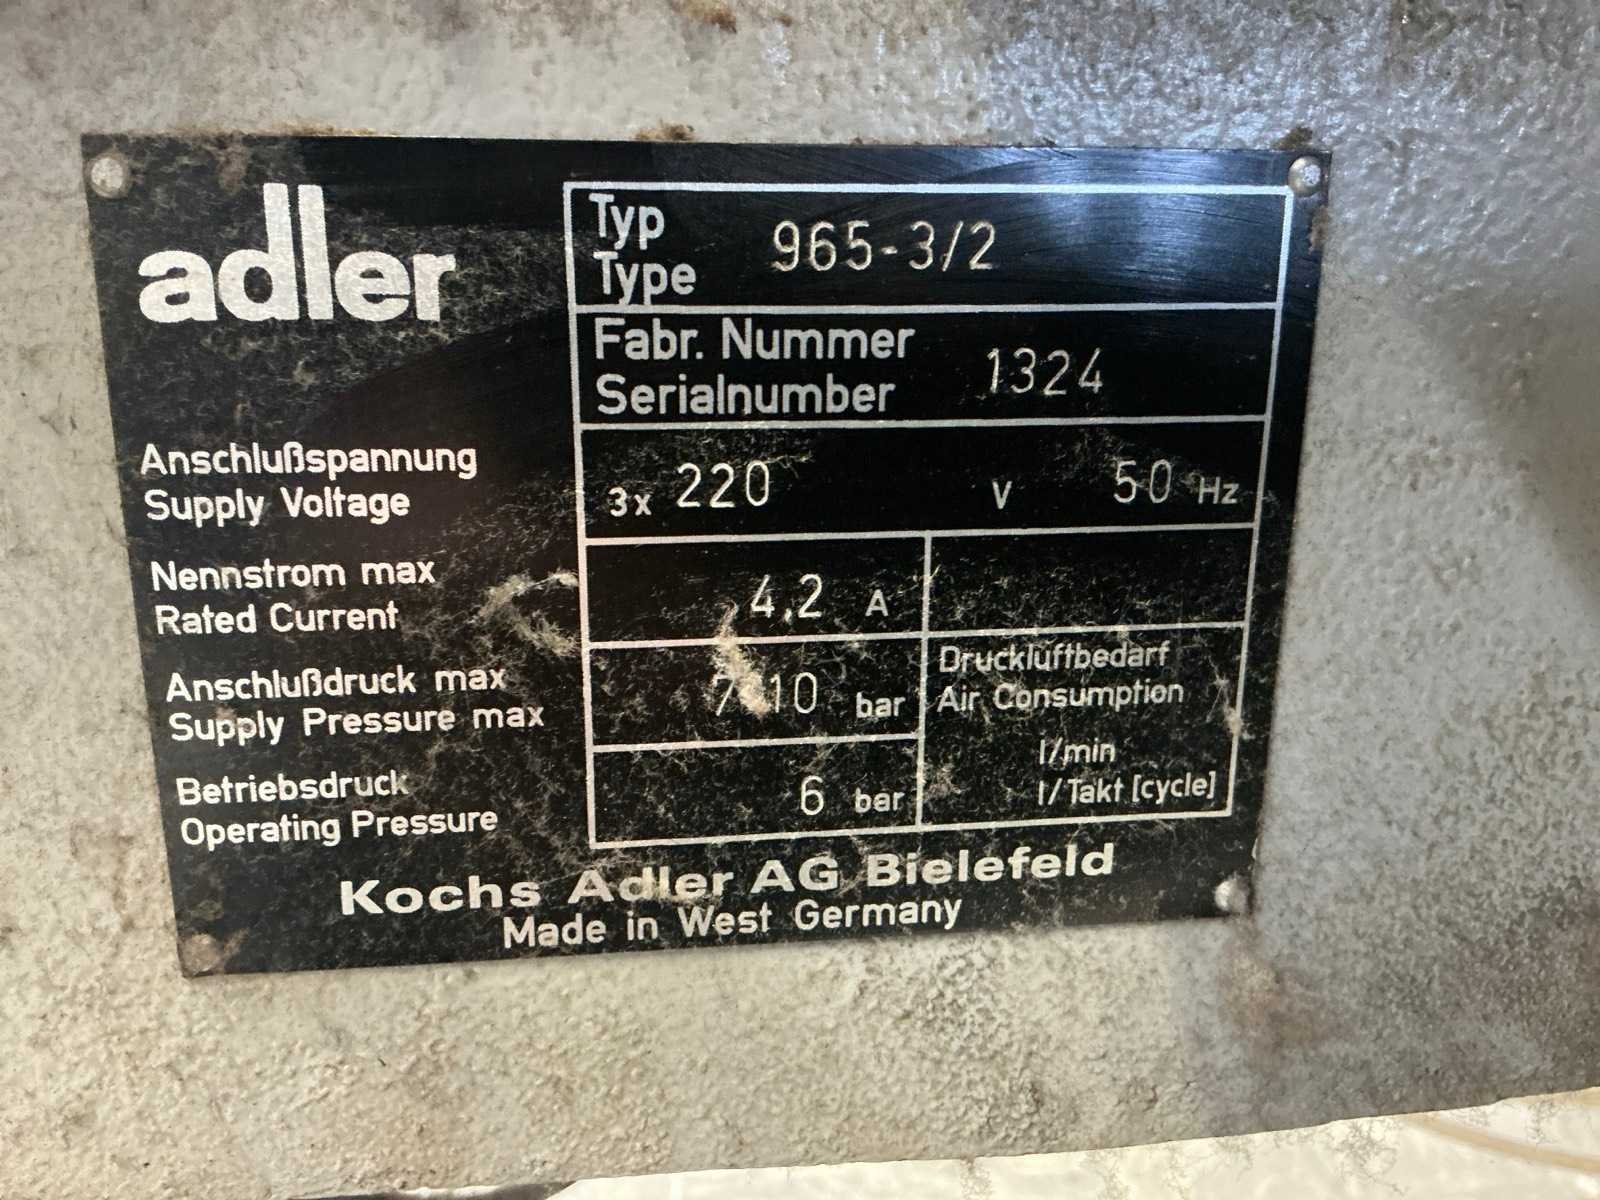 adler
Typ
Type
965-3/2
Fabr. Nummer
Serialnumber
1324
Anschlußspannung
Supply Voltage
3x 220 V 50 Hz
Nennstrom max
Rated Current
4,2 A
Anschlußdruck max
Supply Pressure max
10 bar
Druckluftbedarf
Air Consumption
l/min
l/Takt [cycle]
Betriebsdruck
Operating Pressure
6 bar
Kochs Adler AG Bielefeld
Made in West Germany